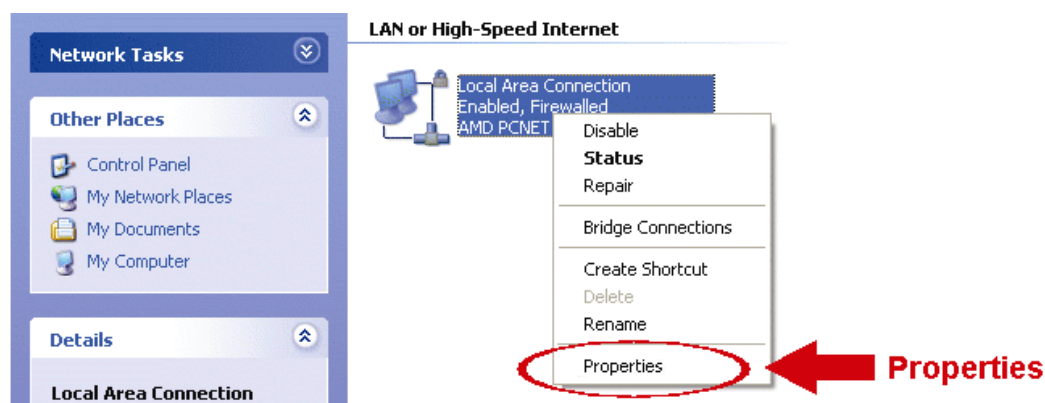 Network Tasks
Other Places
Control Panel
My Network Places
My Documents
My Computer
Details
Local Area Connection
LAN or High-Speed Internet
Local Area Connection
Enabled, Firewalled
AMD PCNET
Disable
Status
Repair
Bridge Connections
Create Shortcut
Delete
Rename
Properties
Properties